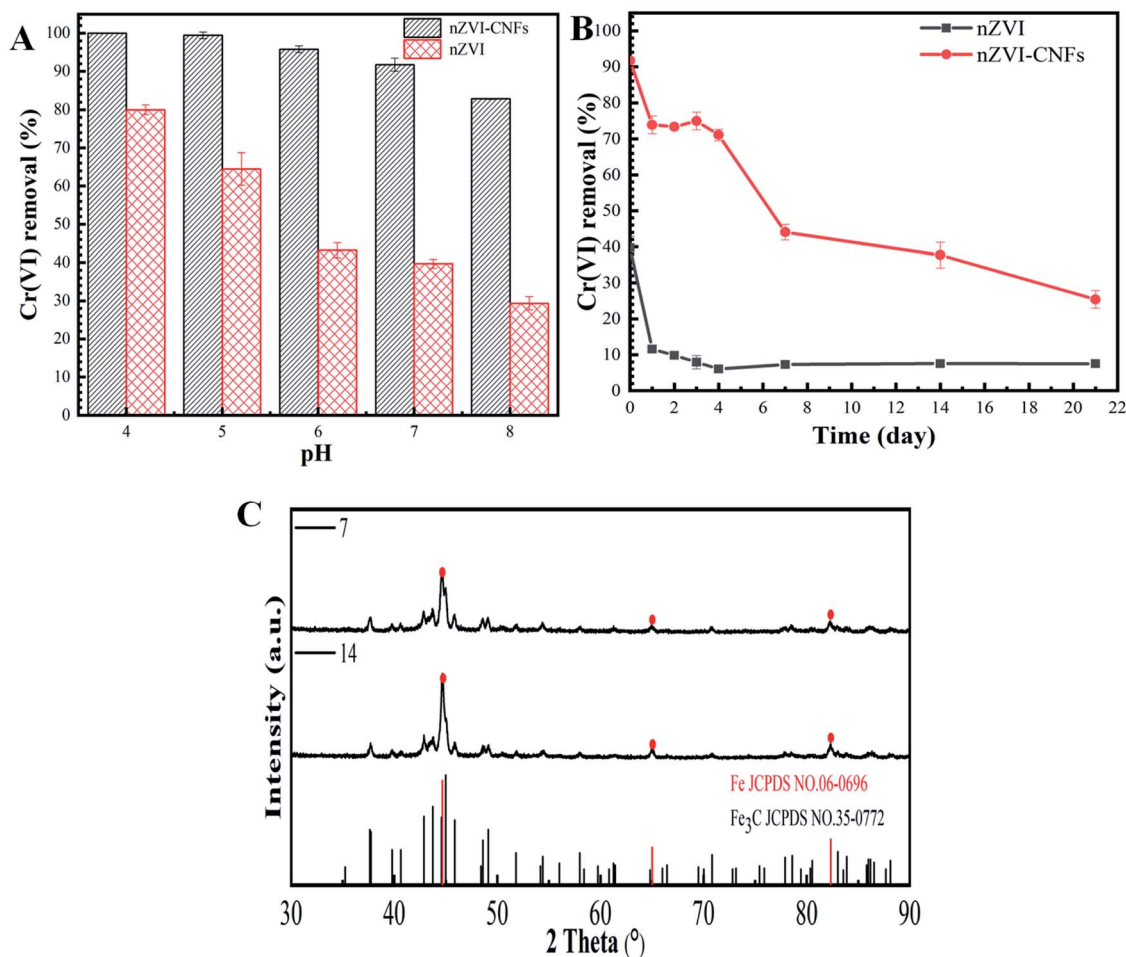 A
Cr(VI) removal (%)
100
90
80
70
60
50
40
30
20
10
0
nZVI-CNFs
nZVI
4 5 6 7 8
pH
B
Cr(VI) removal (%)
100
90
80
70
60
50
40
30
20
10
0
nZVI
nZVI-CNFs
0 2 4 6 8 10 12 14 16 18 20 22
Time (day)
C
Intensity (a.u.)
7
14
Fe JCPDS NO.06-0696
Fe₃C JCPDS NO.35-0772
30 40 50 60 70 80 90
2 Theta (°)